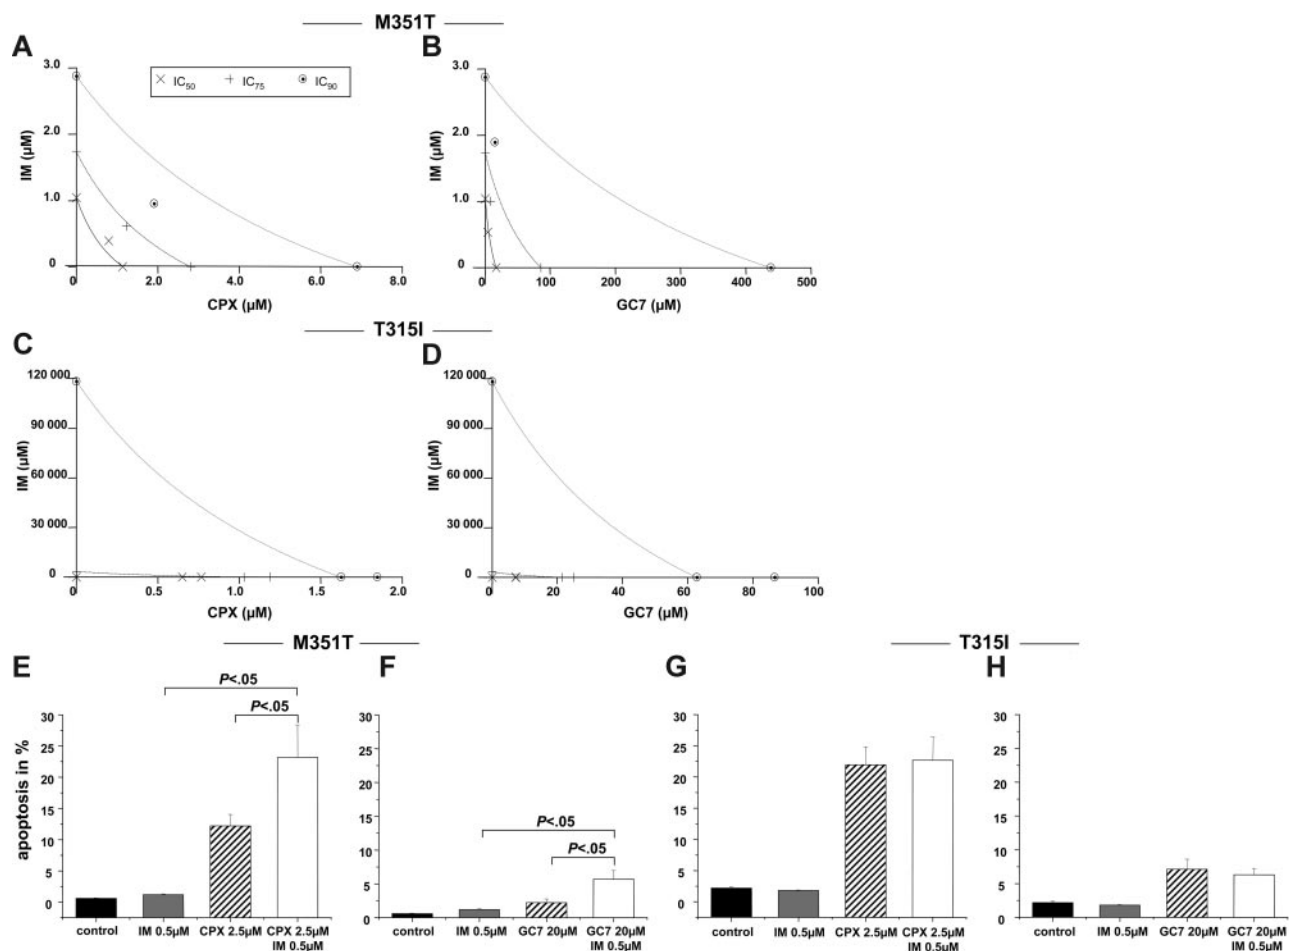 M351T
A
B
3.0
2.0
1.0
0
IM (µM)
IC50
IC75
IC90
0
2.0
4.0
6.0
8.0
CPX (µM)
3.0
2.0
1.0
0
IM (µM)
0
100
200
300
400
500
GC7 (µM)
T315I
C
D
120 000
90 000
60 000
30 000
0
IM (µM)
0
0.5
1.0
1.5
2.0
CPX (µM)
120 000
90 000
60 000
30 000
0
IM (µM)
0
20
40
60
80
100
GC7 (µM)
M351T
T315I
E
F
G
H
P<.05
P<.05
apoptosis in %
30
20
25
15
10
5
0
control
IM 0.5µM
CPX 2.5µM
CPX 2.5µM
IM 0.5µM
P<.05
P<.05
30
25
20
15
10
5
0
control
IM 0.5µM
GC7 20µM
GC7 20µM
IM 0.5µM
30
20
25
15
10
5
0
control
IM 0.5µM
CPX 2.5µM
CPX 2.5µM
IM 0.5µM
30
25
20
15
10
5
0
control
IM 0.5µM
GC7 20µM
GC7 20µM
IM 0.5µM